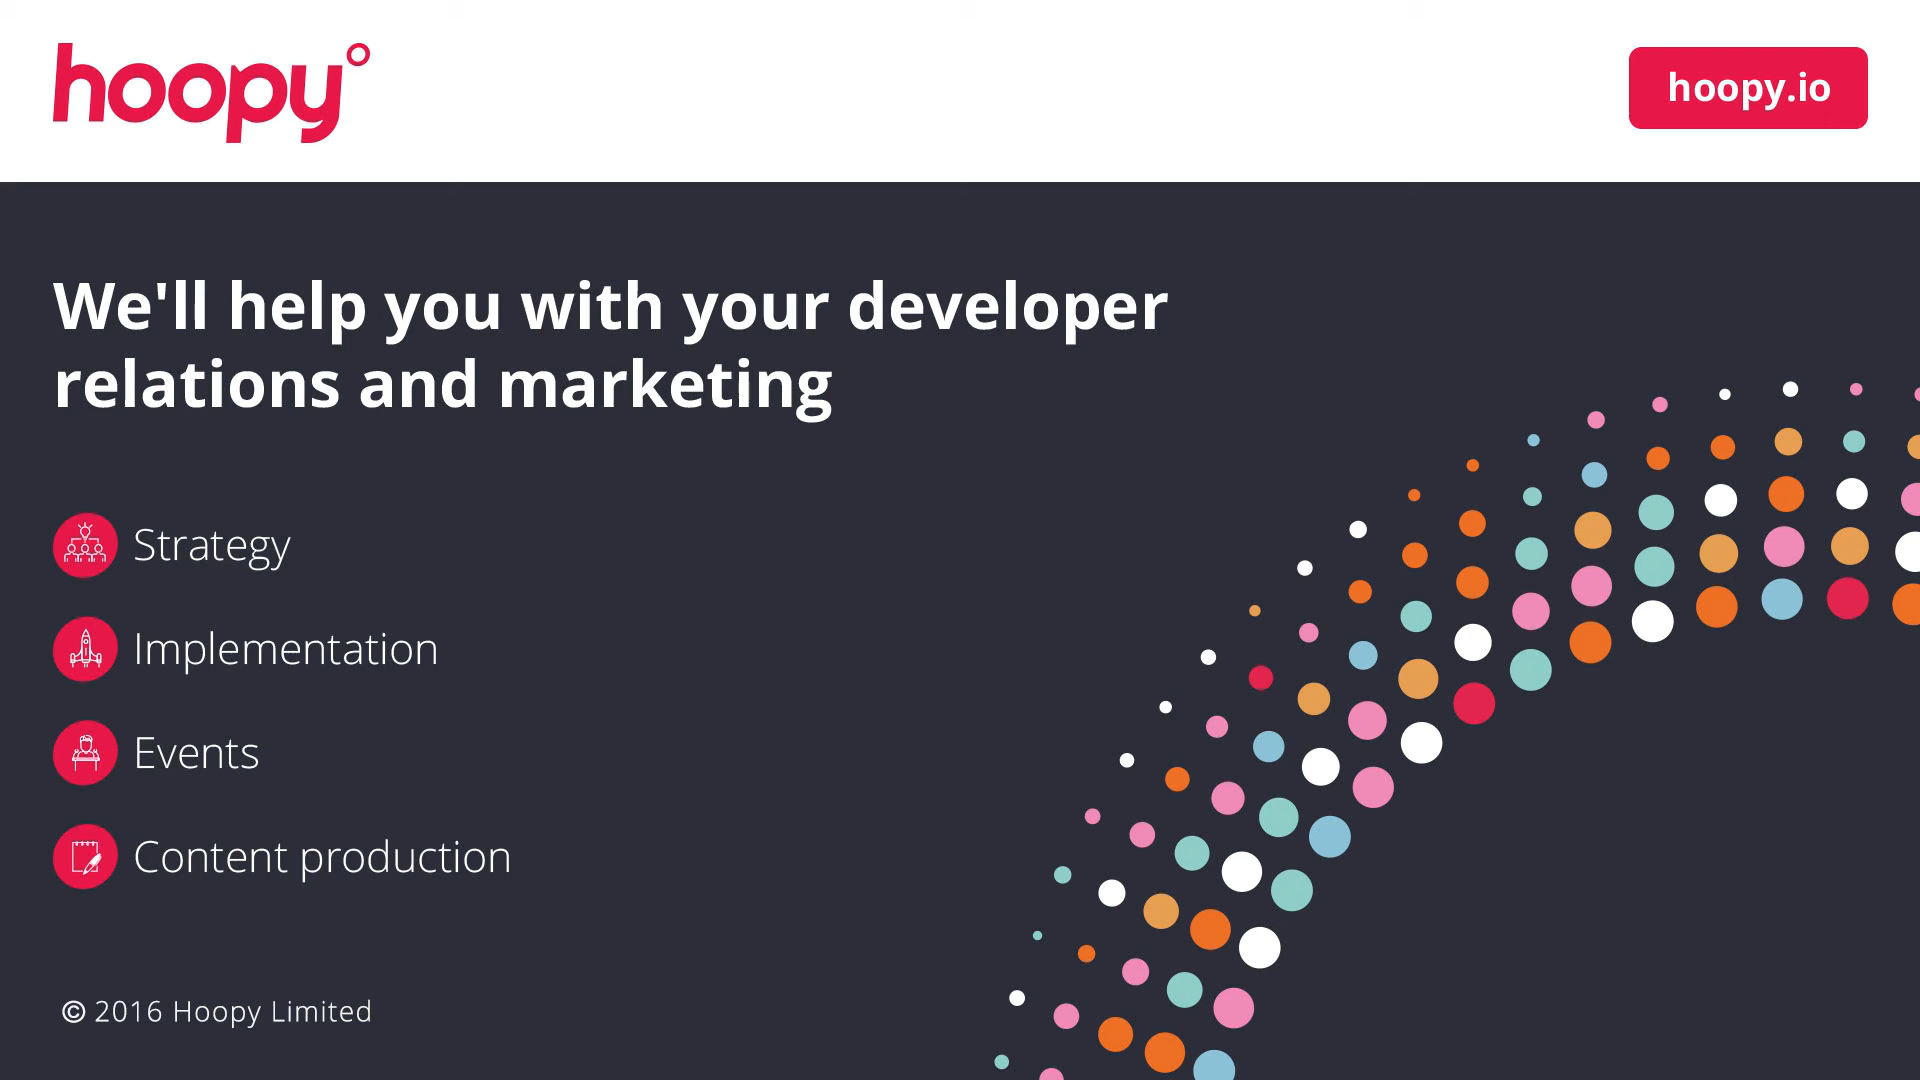 hoopy°
hoopy.io
We'll help you with your developer
relations and marketing
Strategy
Implementation
Events
Content production
© 2016 Hoopy Limited